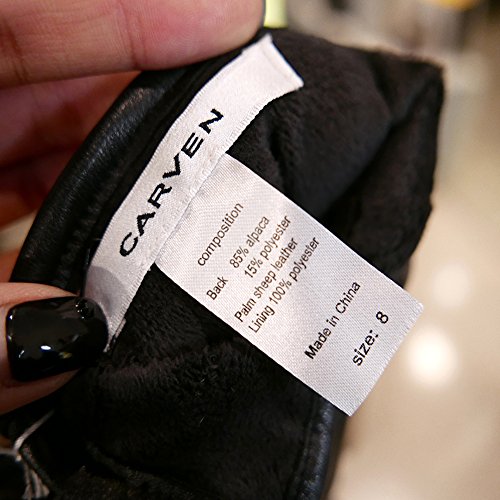 CARVEN
composition
Back 85% alpaca
15% polyester
Palm sheep leather
Lining 100% polyester
Made in China
size: 8